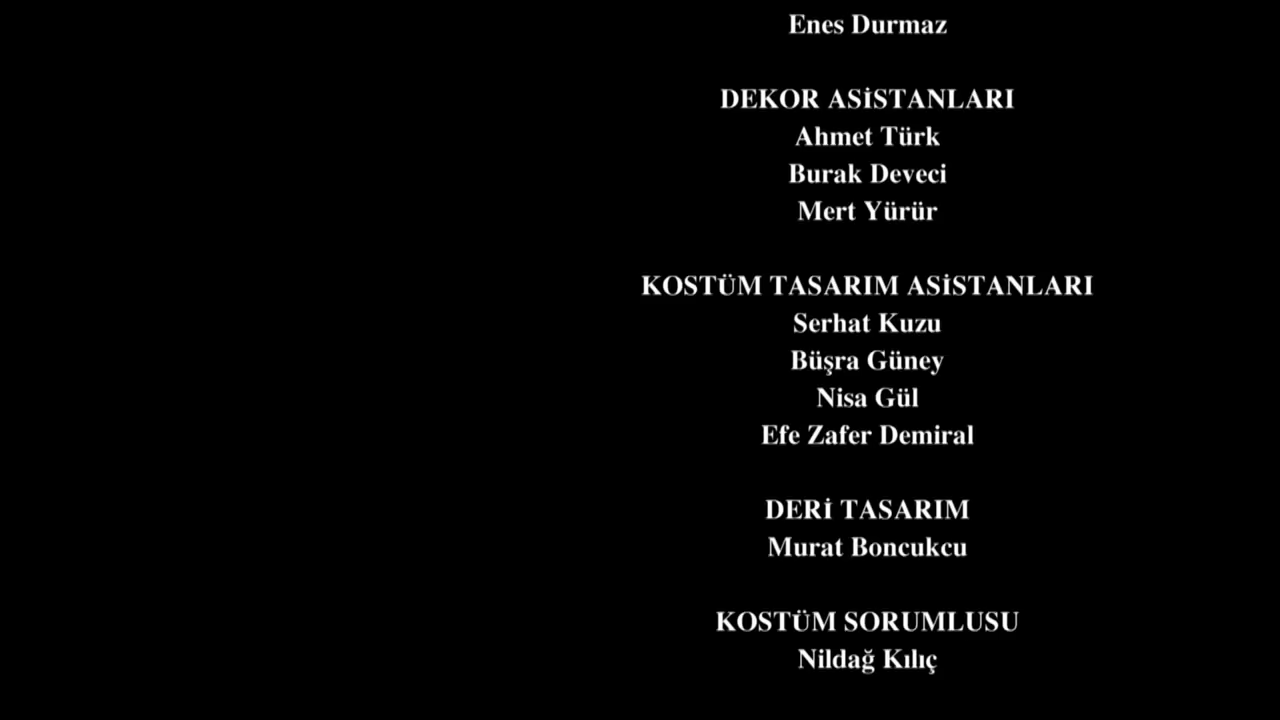 Enes Durmaz
DEKOR ASİSTANLARI
Ahmet Türk
Burak Deveci
Mert Yürür
KOSTÜM TASARIM ASİSTANLARI
Serhat Kuzu
Büşra Güney
Nisa Gül
Efe Zafer Demiral
DERİ TASARIM
Murat Boncukcu
KOSTÜM SORUMLUSU
Nildağ Kılıç